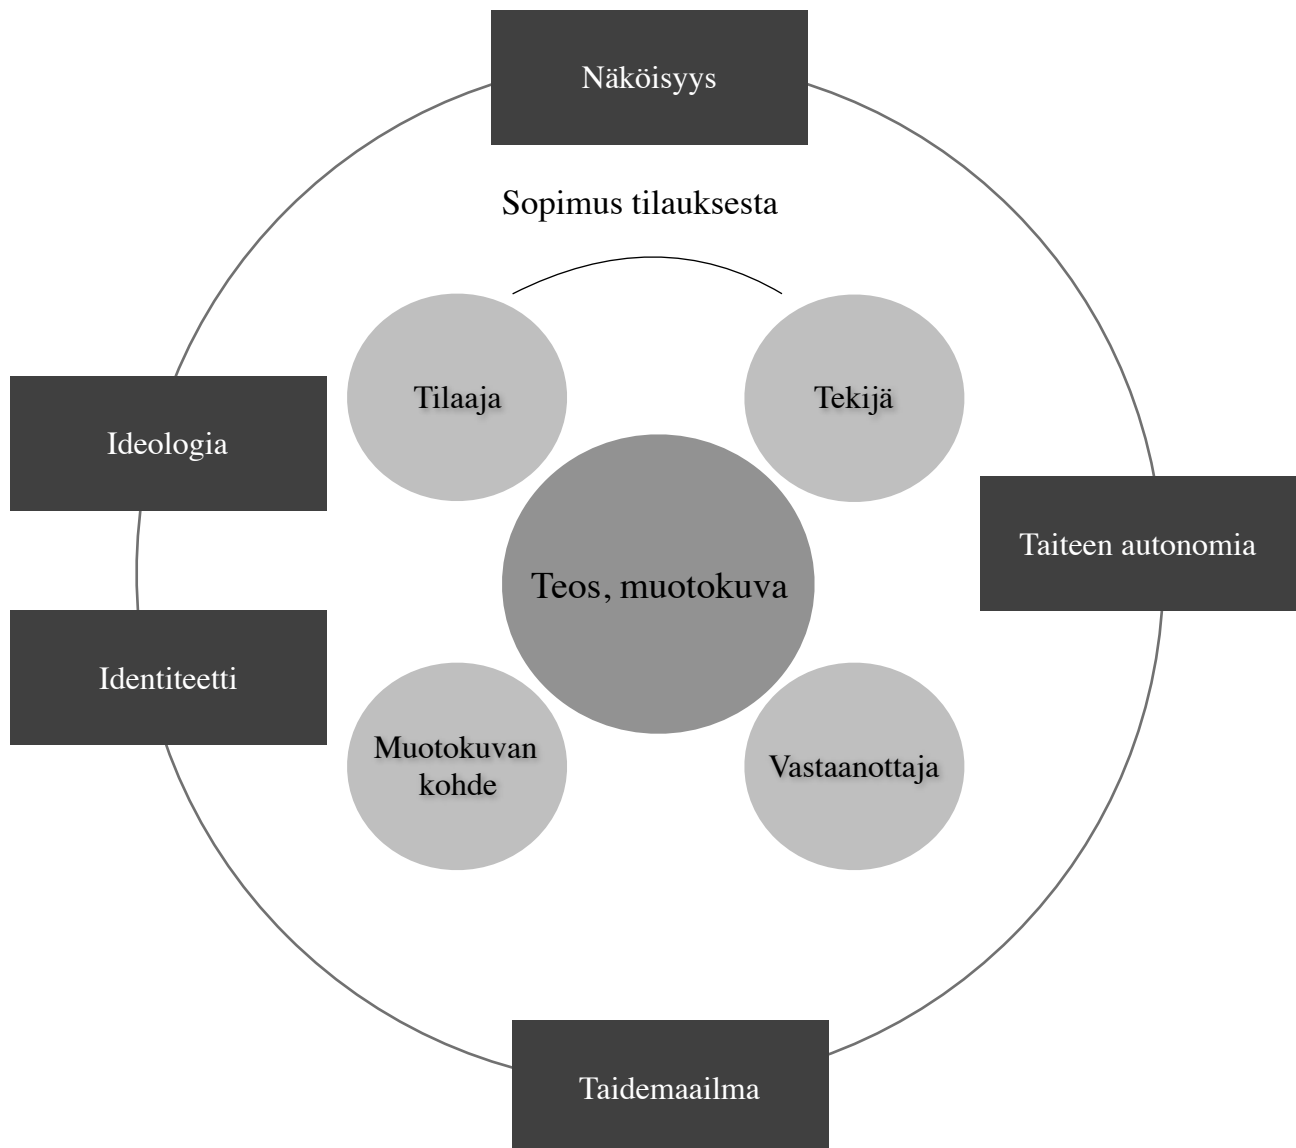 Näköisyys
Sopimus tilauksesta
Tilaaja
Tekijä
Ideologia
Taiteen autonomia
Teos, muotokuva
Identiteetti
Muotokuvan
kohde
Vastaanottaja
Taidemaailma